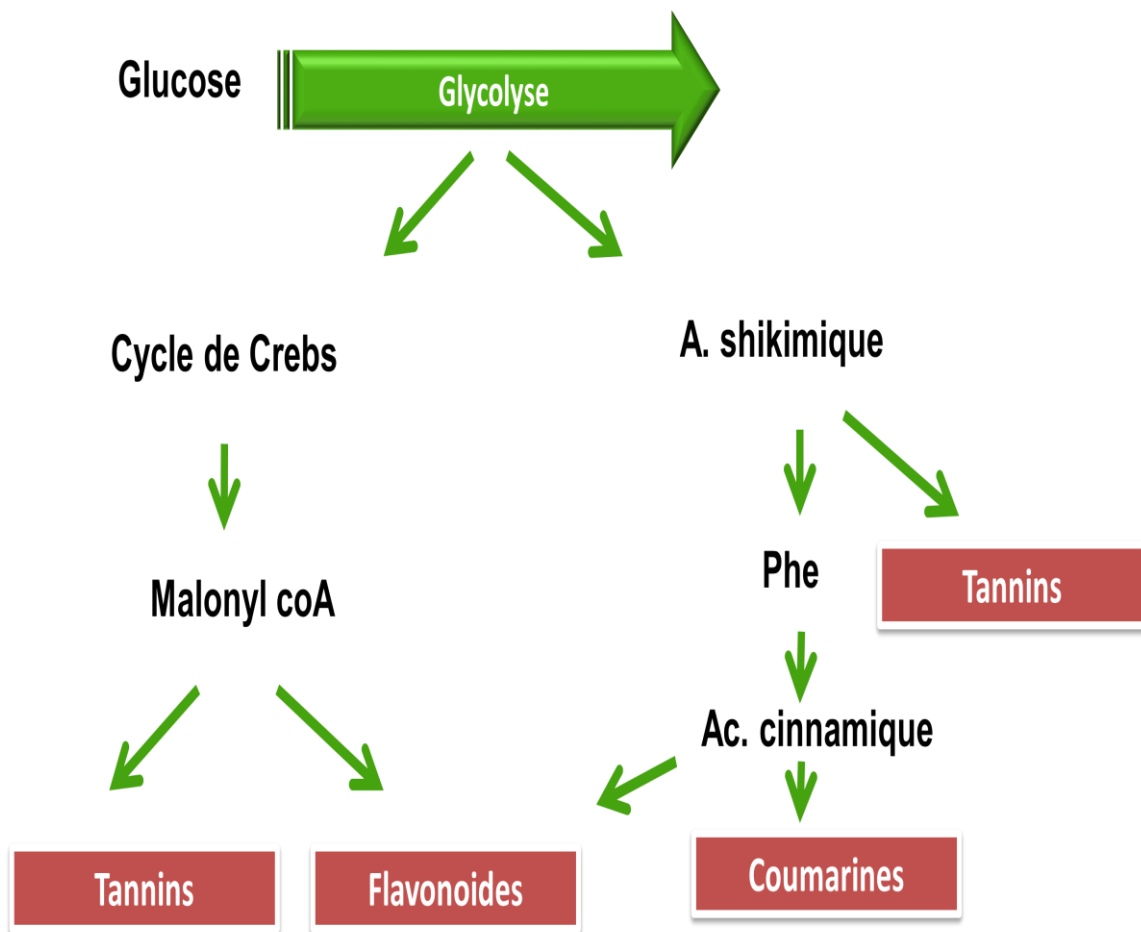 Glucose
Glycolyse
Cycle de Crebs
A. shikimique
Malonyl coA
Phe
Tannins
Ac. cinnamique
Tannins
Flavonoides
Coumarines